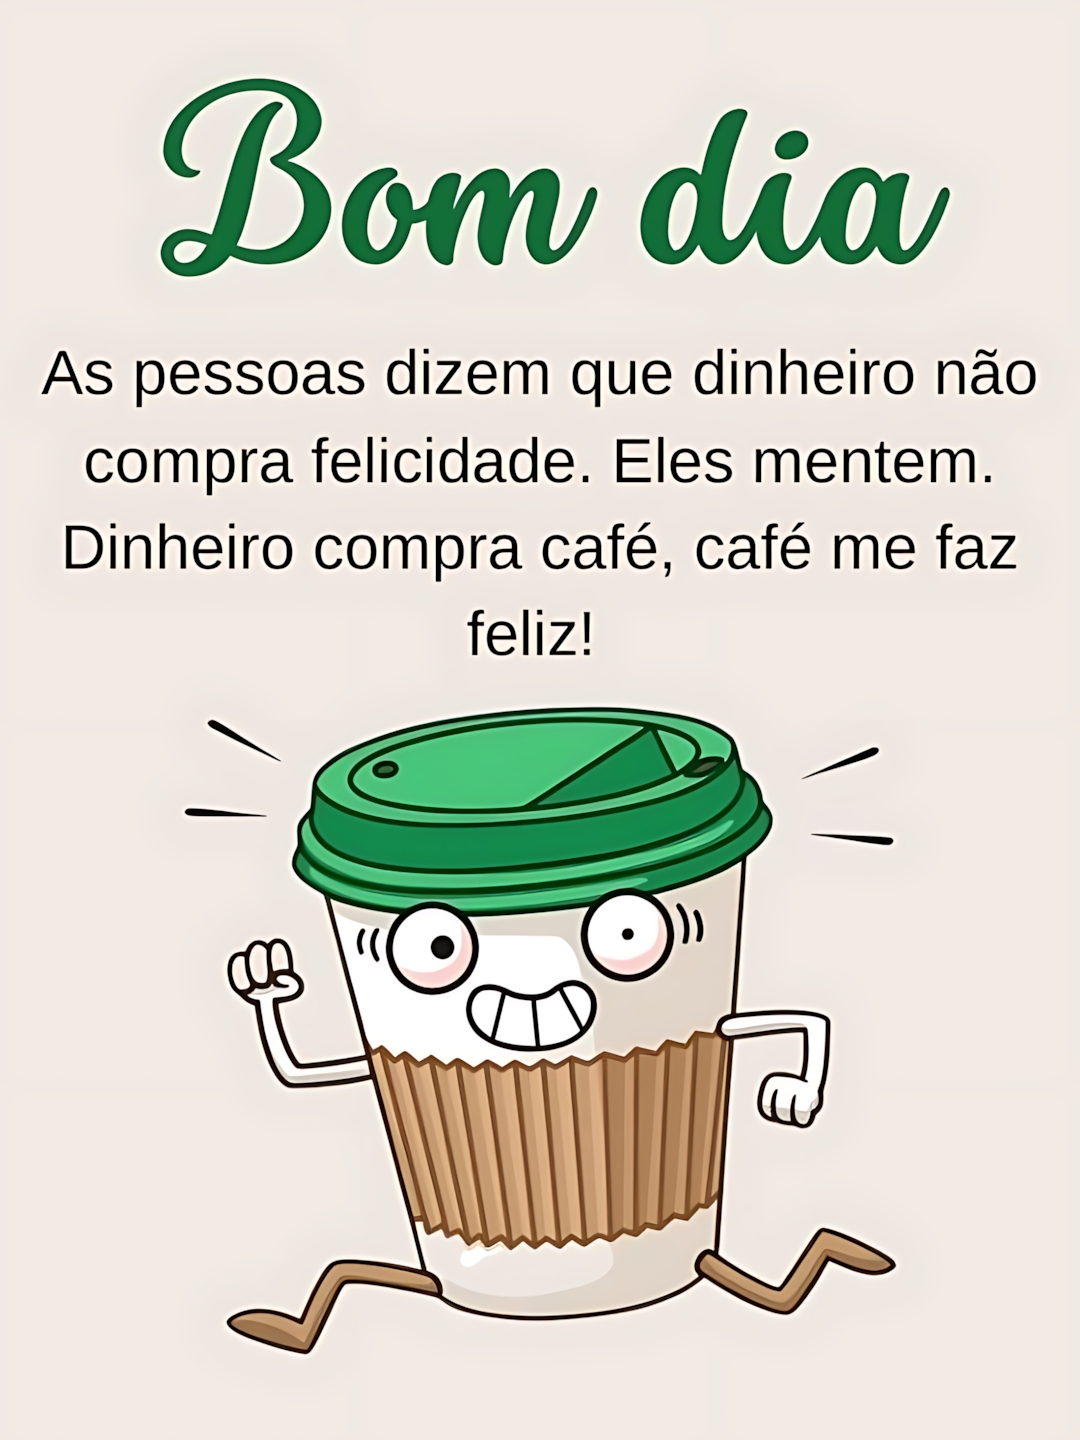 Bom dia
As pessoas dizem que dinheiro não
compra felicidade. Eles mentem.
Dinheiro compra café, café me faz
feliz!